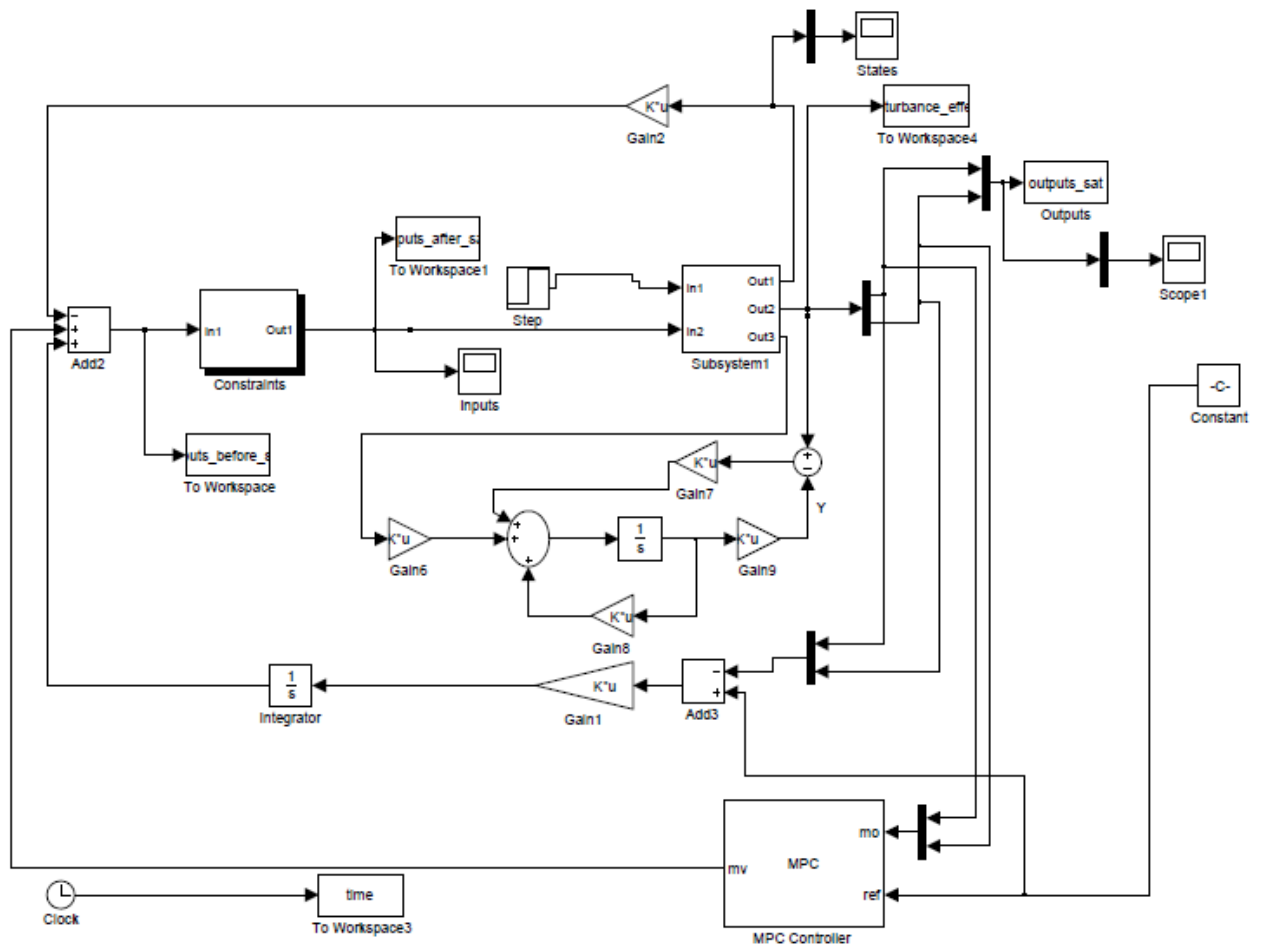 States
K*u
Gain2
turbance_effe
To Workspace4
outputs_sat
Outputs
puts_after_sa
To Workspace1
Scope1
Step
In1
In2
Out1
Out2
Out3
Subsystem1
-
+
+
Add2
In1
Out1
Constraints
Inputs
-C-
Constant
uts_before_s
To Workspace
K*u
Gain7
+
-
Y
+
+
+
K*u
Gain6
1
s
K*u
Gain9
K*u
Gain8
1
s
Integrator
K*u
Gain1
-
+
Add3
mo
MPC
mv
ref
MPC Controller
Clock
time
To Workspace3